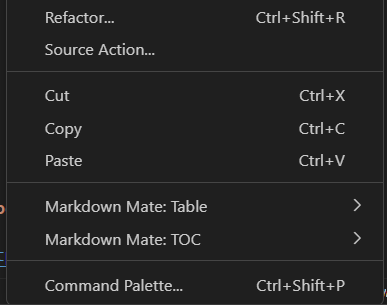 Refactor... Ctrl+Shift+R
Source Action...
Cut Ctrl+X
Copy Ctrl+C
Paste Ctrl+V
Markdown Mate: Table
Markdown Mate: TOC
Command Palette... Ctrl+Shift+P